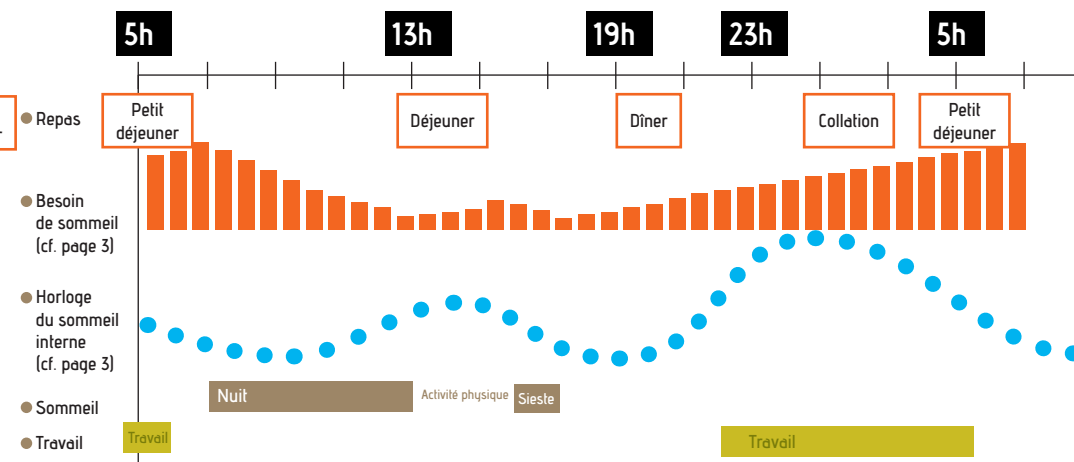 5h 13h 19h 23h 5h
Repas
Petit
déjeuner
Déjeuner
Dîner
Collation
Petit
déjeuner
Besoin
de sommeil
(cf. page 3)
Horloge
du sommeil
interne
(cf. page 3)
Sommeil
Nuit
Activité physique
Sieste
Travail
Travail
Travail